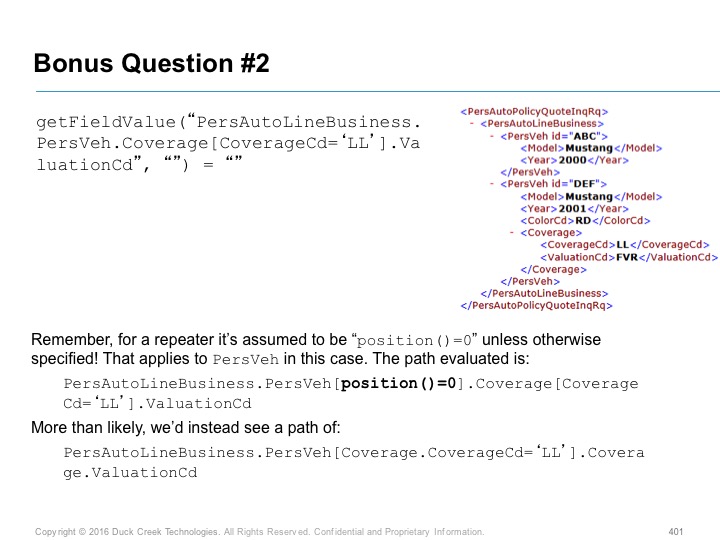 Bonus Question #2
getFieldValue(“PersAutoLineBusiness.
PersVeh.Coverage[CoverageCd=‘LL’].Va
luationCd”, “”) = “”
<PersAutoPolicyQuoteInqRq>
- <PersAutoLineBusiness>
- <PersVeh id="ABC">
<Model>Mustang</Model>
<Year>2000</Year>
</PersVeh>
- <PersVeh id="DEF">
<Model>Mustang</Model>
<Year>2001</Year>
<ColorCd>RD</ColorCd>
- <Coverage>
<CoverageCd>LL</CoverageCd>
<ValuationCd>FVR</ValuationCd>
</Coverage>
</PersVeh>
</PersAutoLineBusiness>
</PersAutoPolicyQuoteInqRq>
Remember, for a repeater it’s assumed to be “position()=0” unless otherwise
specified! That applies to PersVeh in this case. The path evaluated is:
PersAutoLineBusiness.PersVeh[position()=0].Coverage[Coverage
Cd=‘LL’].ValuationCd
More than likely, we’d instead see a path of:
PersAutoLineBusiness.PersVeh[Coverage.CoverageCd=‘LL’].Covera
ge.ValuationCd
Copyright © 2016 Duck Creek Technologies. All Rights Reserved. Confidential and Proprietary Information.
401